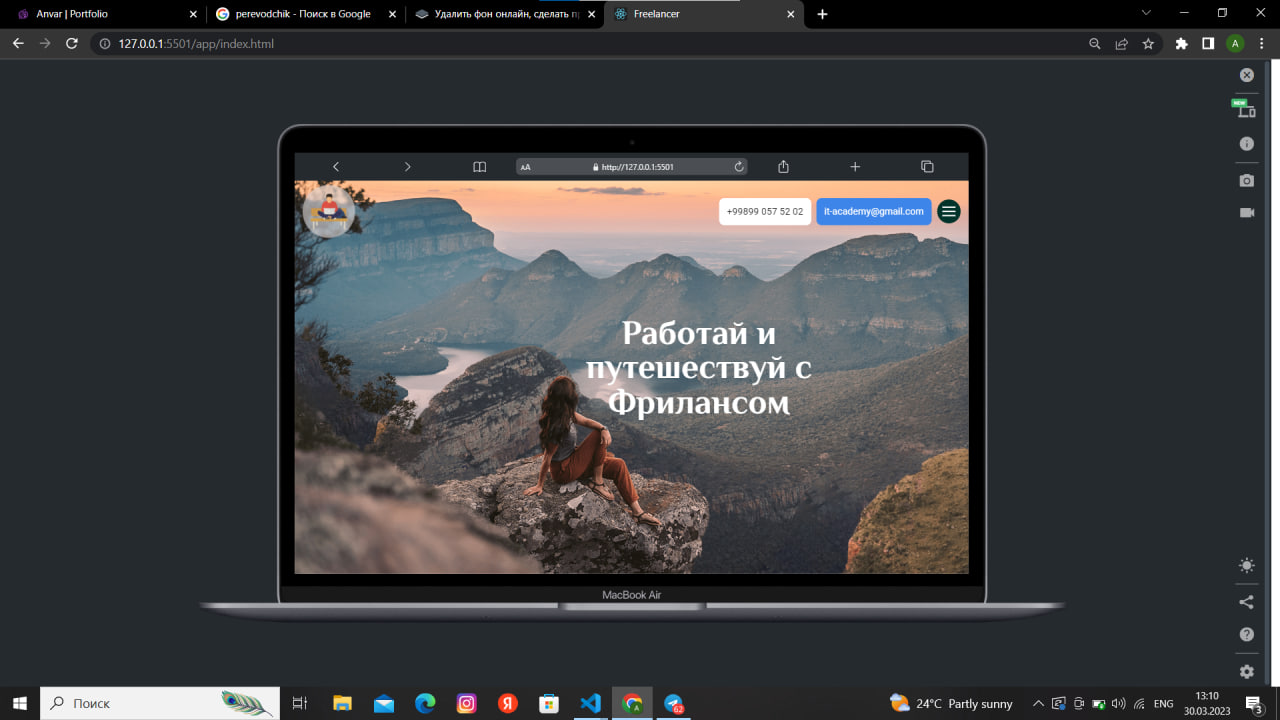 Anvar | Portfolio
perevodchik - Поиск в Google
Удалить фон онлайн, сделать п
Freelancer
127.0.0.1:5501/app/index.html
A
NEW
AA
http://127.0.0.1:5501
+99899 057 52 02
it-academy@gmail.com
Работай и
путешествуй с
Фрилансом
MacBook Air
Поиск
62
24°C Partly sunny
ENG
13:10
30.03.2023
3